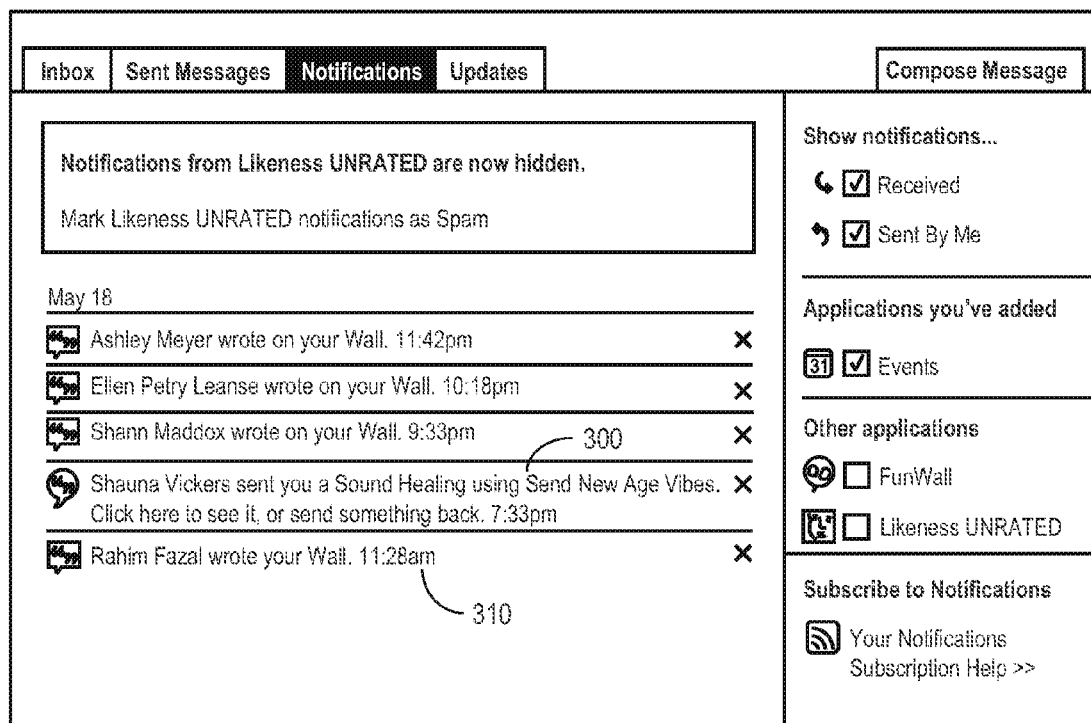 Inbox Sent Messages Notifications Updates Compose Message
Notifications from Likeness UNRATED are now hidden.
Mark Likeness UNRATED notifications as Spam
May 18
Ashley Meyer wrote on your Wall. 11:42pm
Ellen Petry Leanse wrote on your Wall. 10:18pm
Shann Maddox wrote on your Wall. 9:33pm
300
Shauna Vickers sent you a Sound Healing using Send New Age Vibes.
Click here to see it, or send something back. 7:33pm
Rahim Fazal wrote your Wall. 11:28am
310
Show notifications...
Received
Sent By Me
Applications you've added
31 Events
Other applications
FunWall
Likeness UNRATED
Subscribe to Notifications
Your Notifications
Subscription Help >>